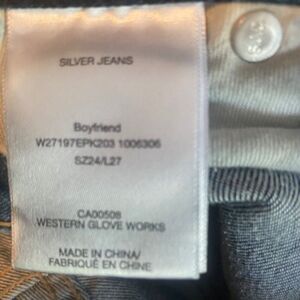 SILVER JEANS
Boyfriend
W27197EPK203 1006306
SZ24/L27
CA00508
WESTERN GLOVE WORKS
MADE IN CHINA/
FABRIQUÉ EN CHINE